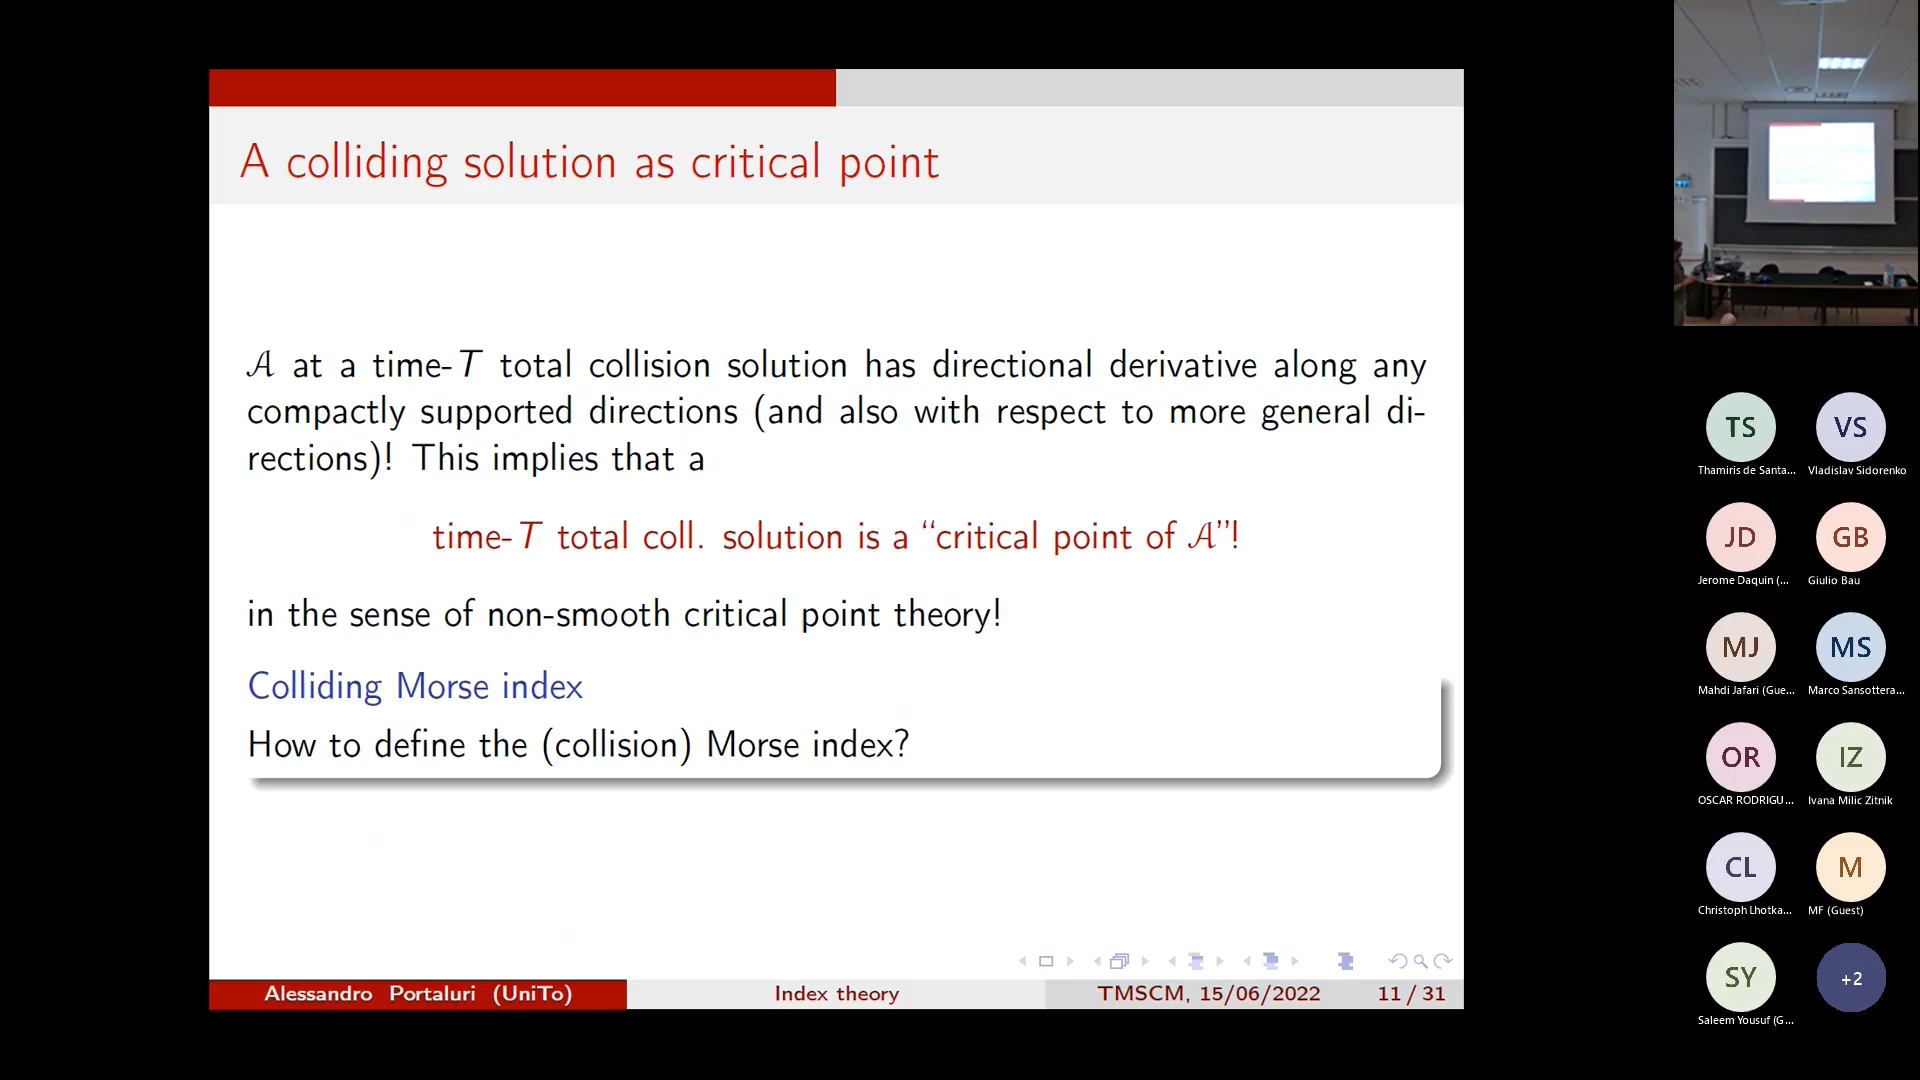 A colliding solution as critical point
𝒜 at a time-T total collision solution has directional derivative along any
compactly supported directions (and also with respect to more general di-
rections)! This implies that a
time-T total coll. solution is a “critical point of 𝒜”!
in the sense of non-smooth critical point theory!
Colliding Morse index
How to define the (collision) Morse index?
Alessandro Portaluri (UniTo) Index theory TMSCM, 15/06/2022 11 / 31
TS VS
Thamiris de Santa... Vladislav Sidorenko
JD GB
Jerome Daquin (... Giulio Bau
MJ MS
Mahdi Jafari (Gue... Marco Sansottera...
OR IZ
OSCAR RODRIGU... Ivana Milic Zitnik
CL M
Christoph Lhotka... MF (Guest)
SY +2
Saleem Yousuf (G...